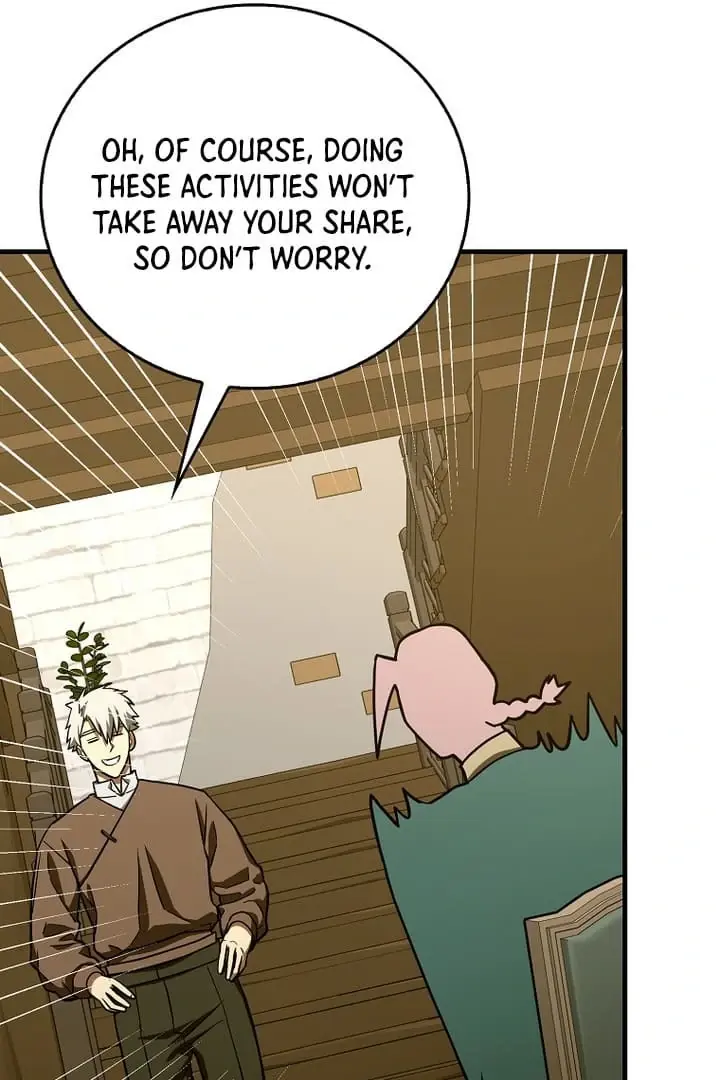 OH, OF COURSE, DOING
THESE ACTIVITIES WON'T
TAKE AWAY YOUR SHARE,
SO DON'T WORRY.